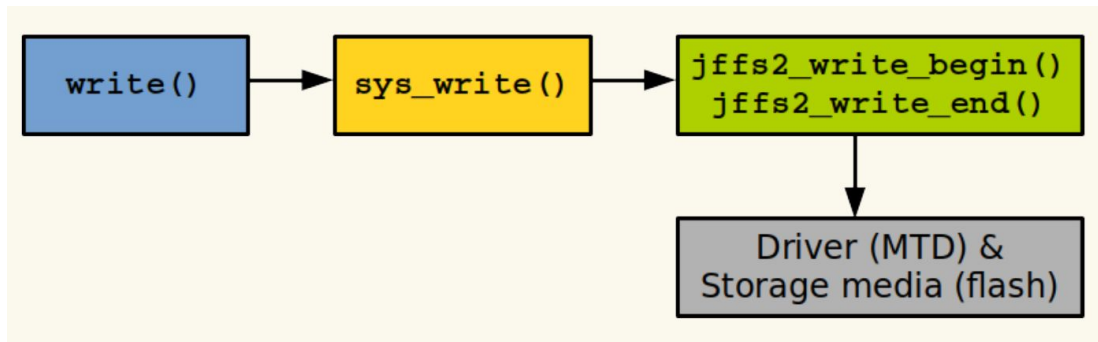 write()
sys_write()
jffs2_write_begin()
jffs2_write_end()
Driver (MTD) &
Storage media (flash)